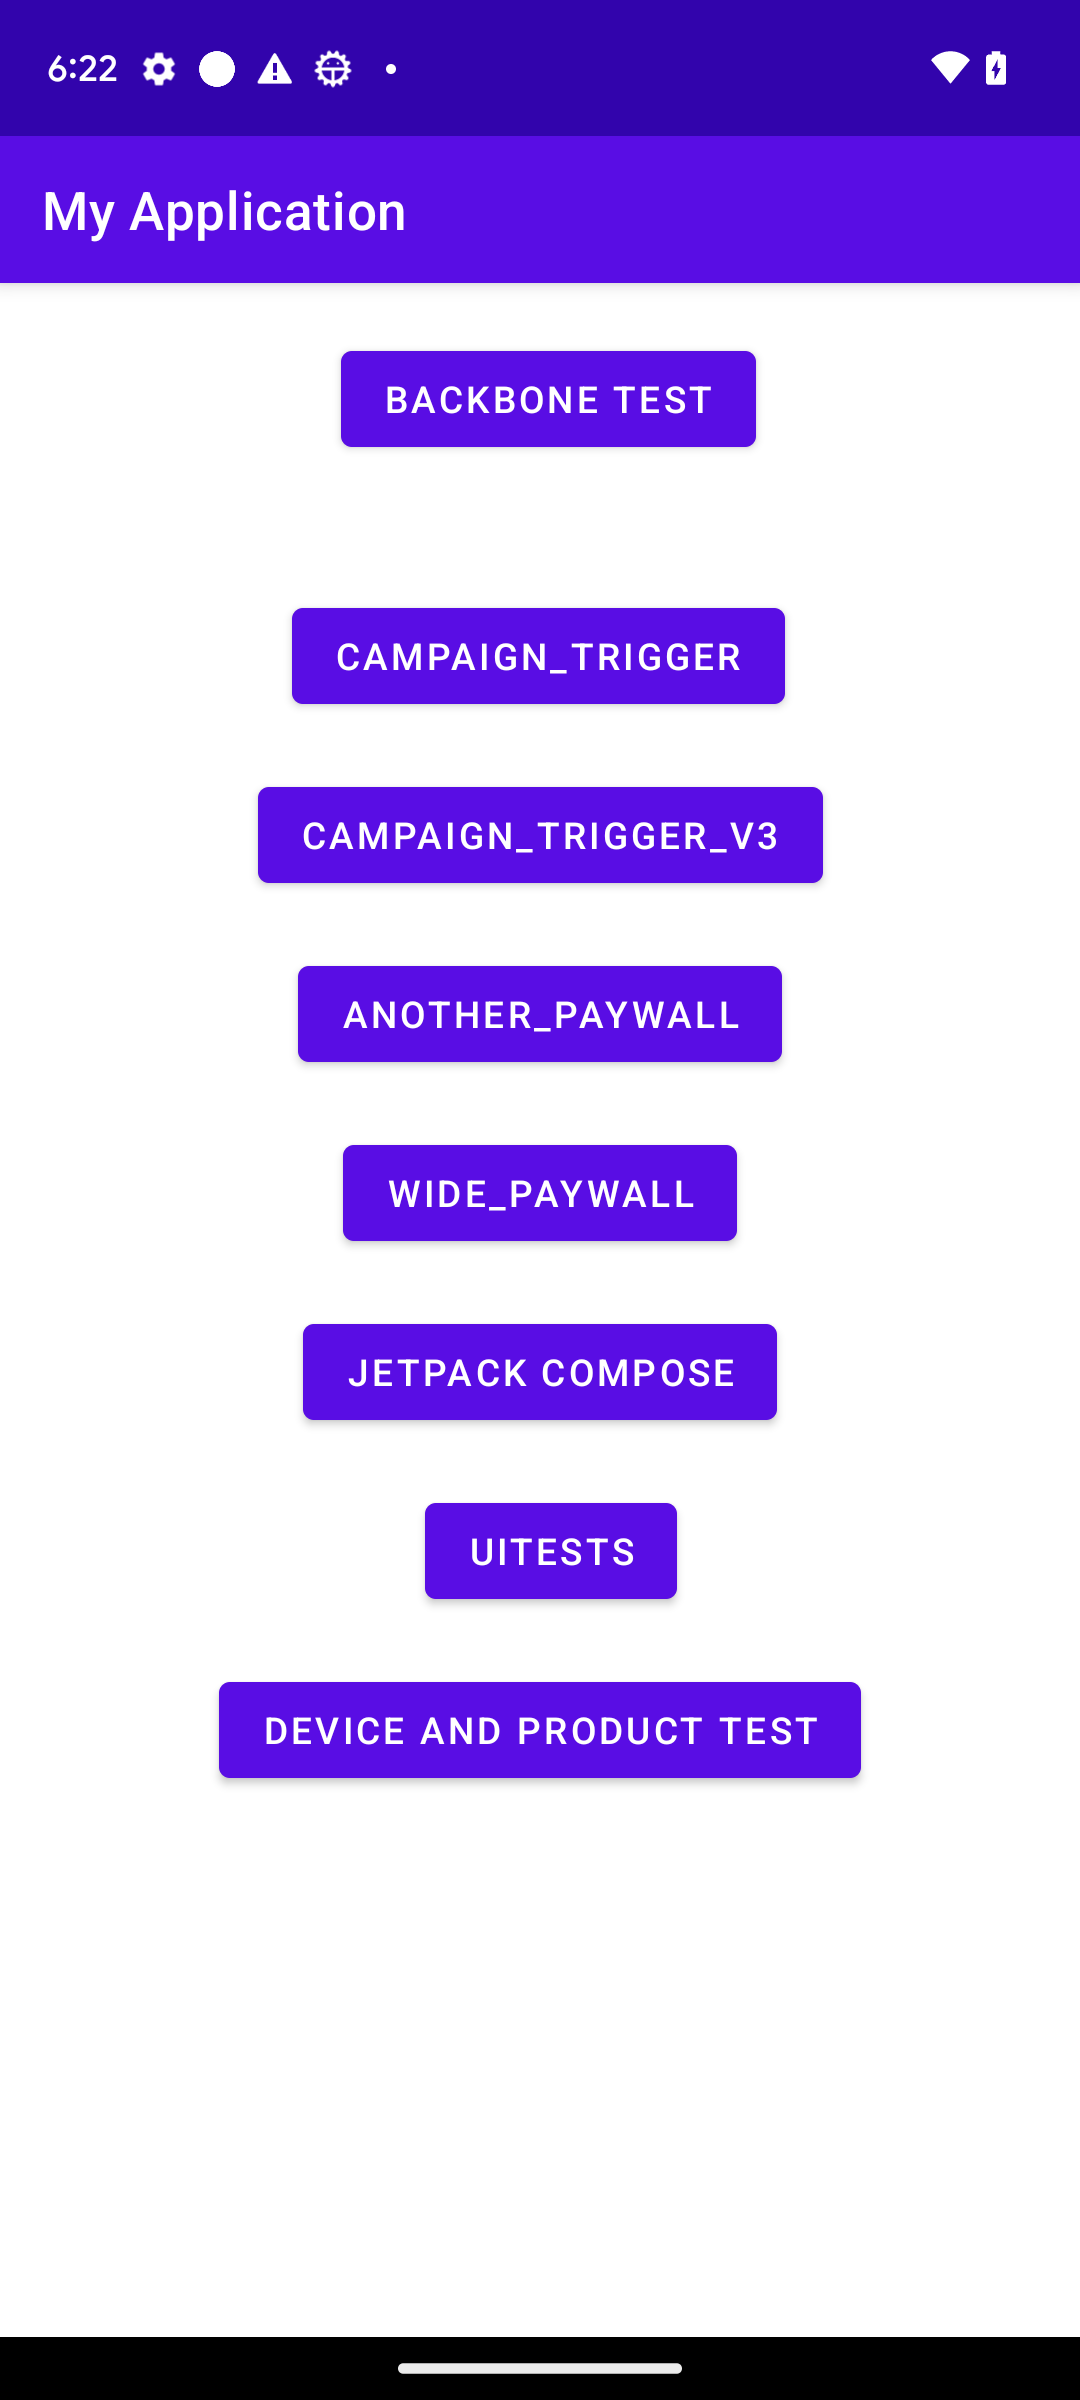 6:22
My Application
BACKBONE TEST
CAMPAIGN_TRIGGER
CAMPAIGN_TRIGGER_V3
ANOTHER_PAYWALL
WIDE_PAYWALL
JETPACK COMPOSE
UITESTS
DEVICE AND PRODUCT TEST